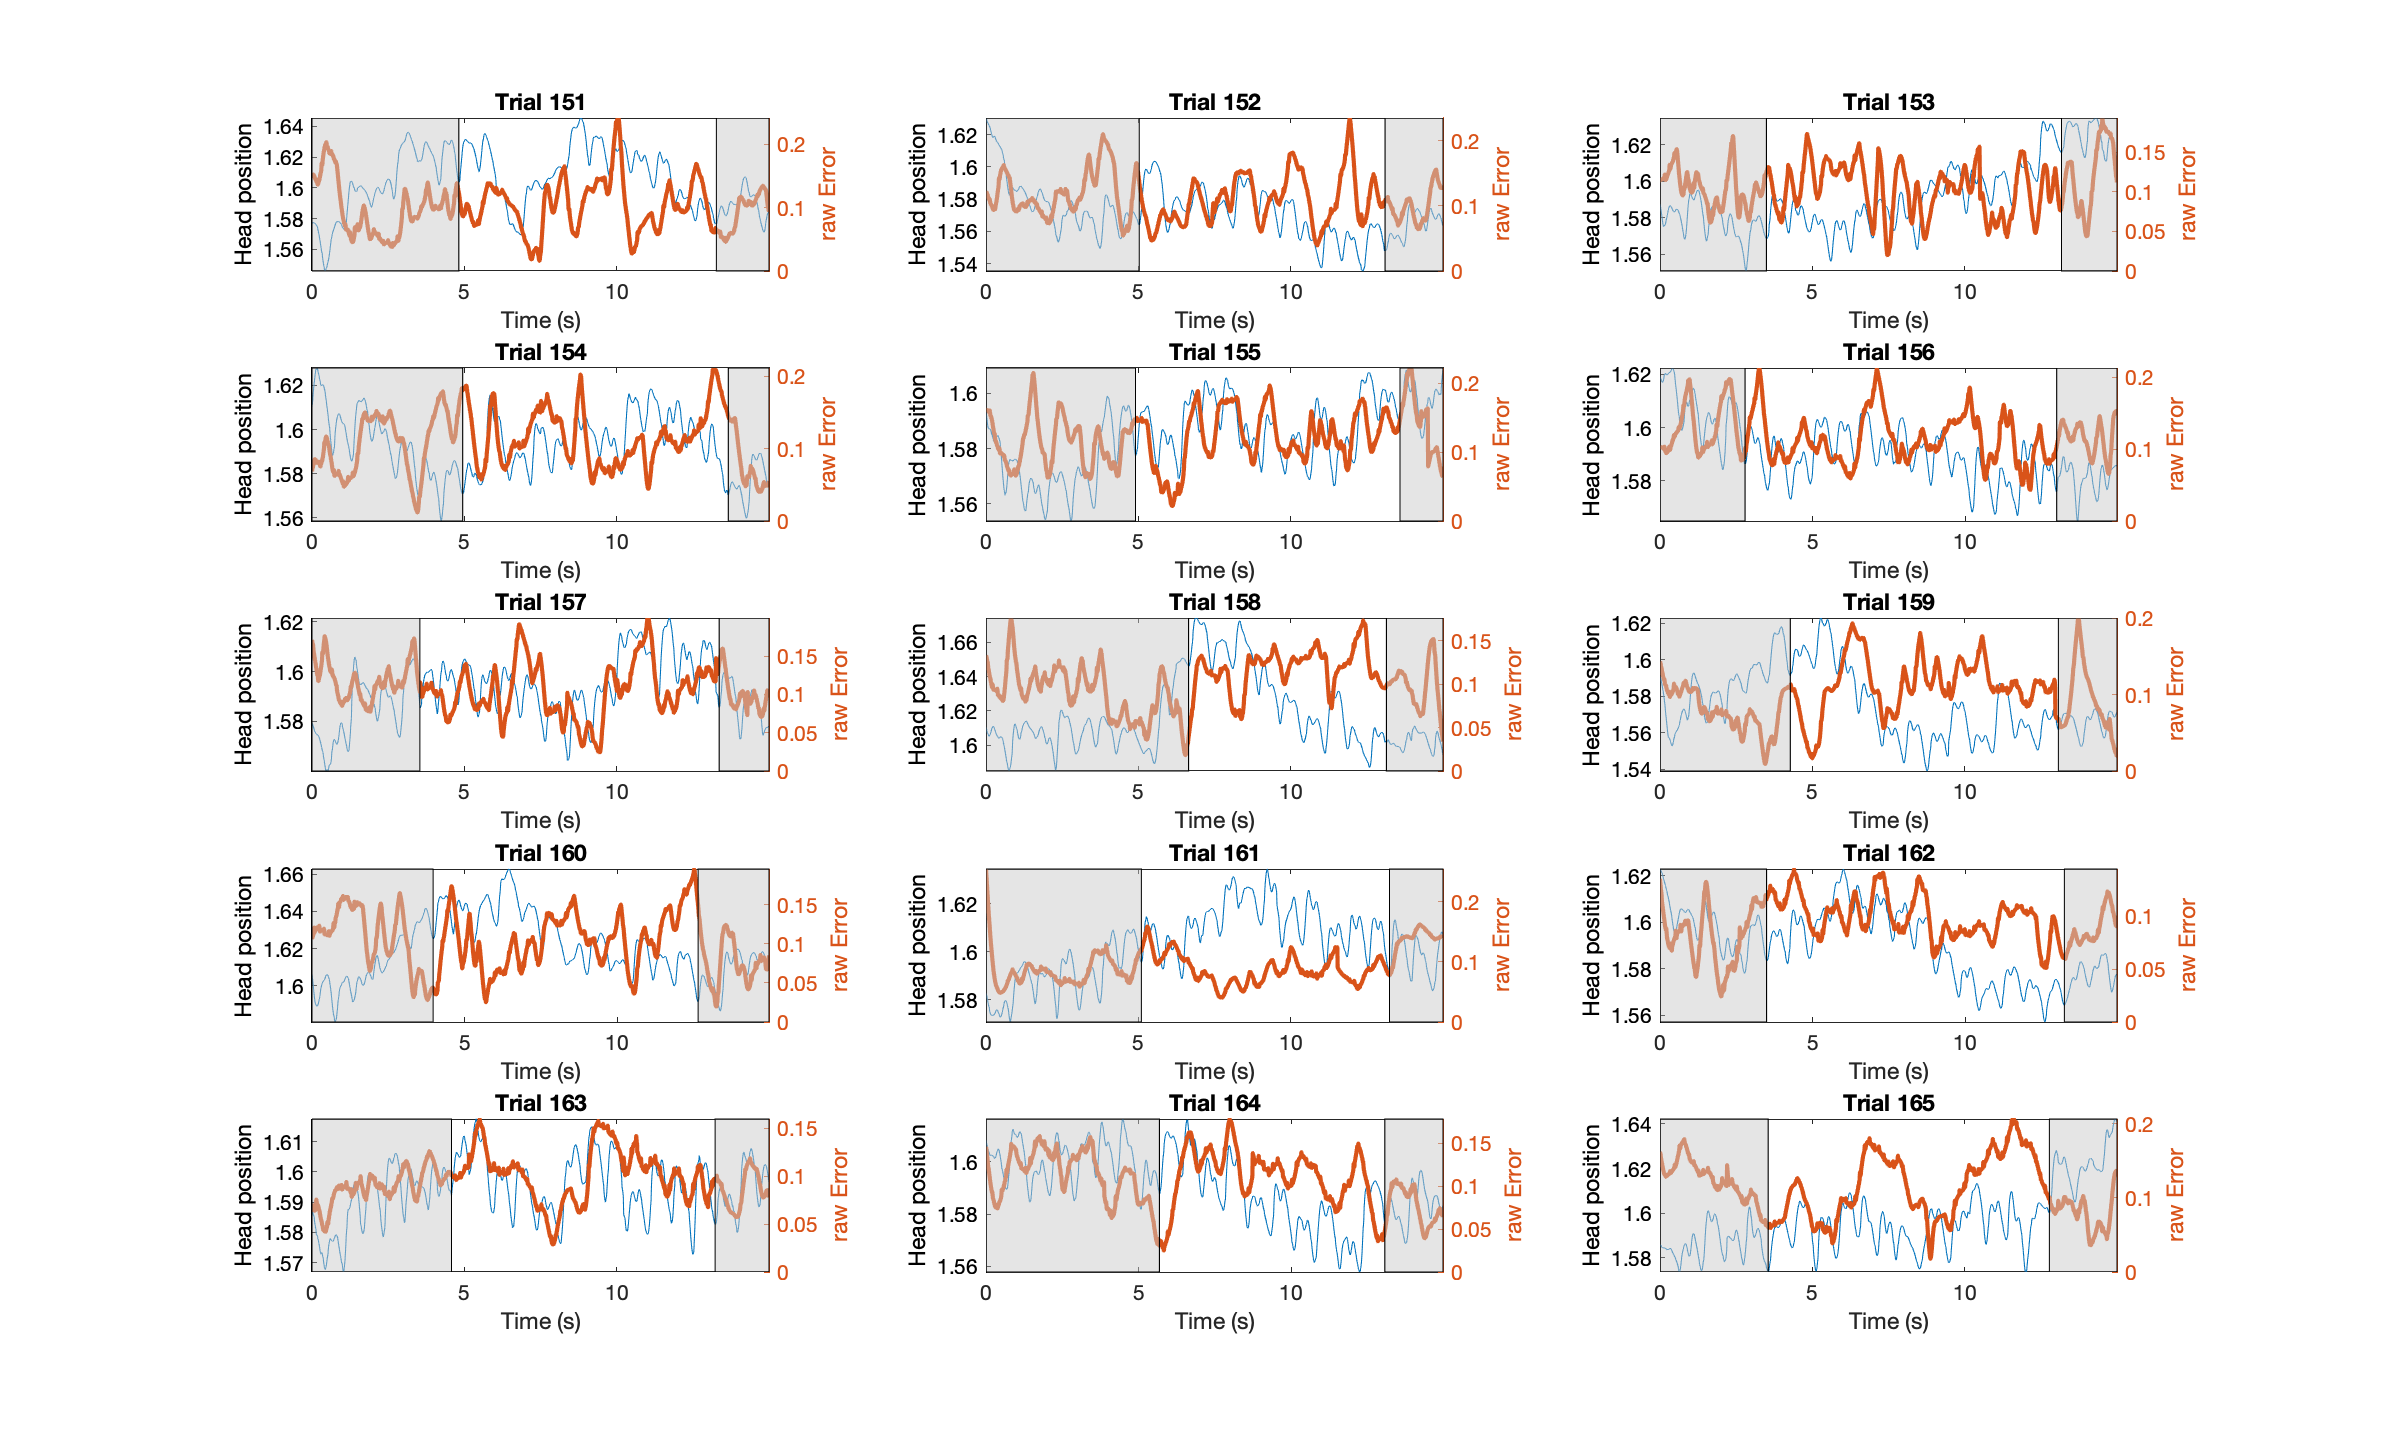 Trial 151
Trial 152
Trial 153
1.64
1.62
1.6
1.58
1.56
Head position
0.2
0.1
0
raw Error
0 5 10
Time (s)
1.62
1.6
1.58
1.56
1.54
Head position
0.2
0.1
0
raw Error
0 5 10
Time (s)
1.62
1.6
1.58
1.56
Head position
0.15
0.1
0.05
0
raw Error
0 5 10
Time (s)
Trial 154
Trial 155
Trial 156
1.62
1.6
1.58
1.56
Head position
0.2
0.1
0
raw Error
0 5 10
Time (s)
1.6
1.58
1.56
Head position
0.2
0.1
0
raw Error
0 5 10
Time (s)
1.62
1.6
1.58
Head position
0.2
0.1
0
raw Error
0 5 10
Time (s)
Trial 157
Trial 158
Trial 159
1.62
1.6
1.58
Head position
0.15
0.1
0.05
0
raw Error
0 5 10
Time (s)
1.66
1.64
1.62
1.6
Head position
0.15
0.1
0.05
0
raw Error
0 5 10
Time (s)
1.62
1.6
1.58
1.56
1.54
Head position
0.2
0.1
0
raw Error
0 5 10
Time (s)
Trial 160
Trial 161
Trial 162
1.66
1.64
1.62
1.6
Head position
0.15
0.1
0.05
0
raw Error
0 5 10
Time (s)
1.62
1.6
1.58
Head position
0.2
0.1
0
raw Error
0 5 10
Time (s)
1.62
1.6
1.58
1.56
Head position
0.1
0.05
0
raw Error
0 5 10
Time (s)
Trial 163
Trial 164
Trial 165
1.61
1.6
1.59
1.58
1.57
Head position
0.15
0.1
0.05
0
raw Error
0 5 10
Time (s)
1.6
1.58
1.56
Head position
0.15
0.1
0.05
0
raw Error
0 5 10
Time (s)
1.64
1.62
1.6
1.58
Head position
0.2
0.1
0
raw Error
0 5 10
Time (s)